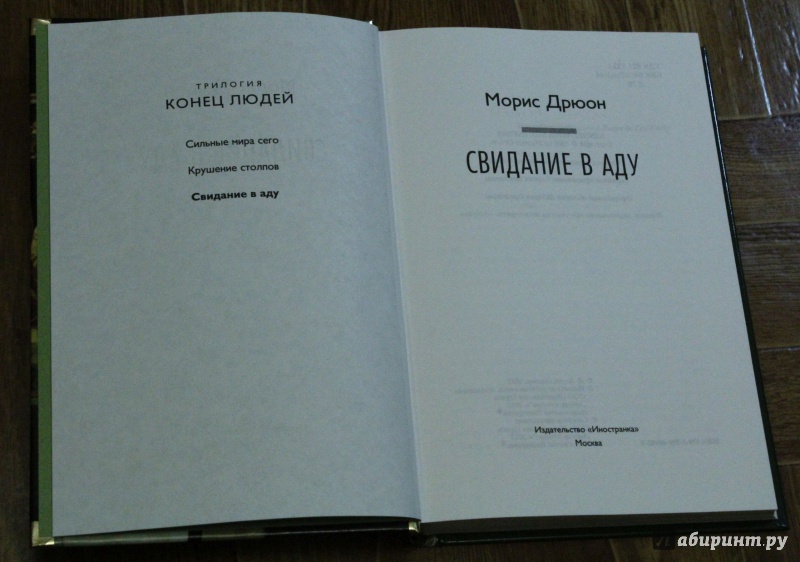 ТРИЛОГИЯ
КОНЕЦ ЛЮДЕЙ
Сильные мира сего
Крушение столпов
Свидание в аду
Морис Дрюон
СВИДАНИЕ В АДУ
Издательство «Иностранка»
Москва
абиринт.ру